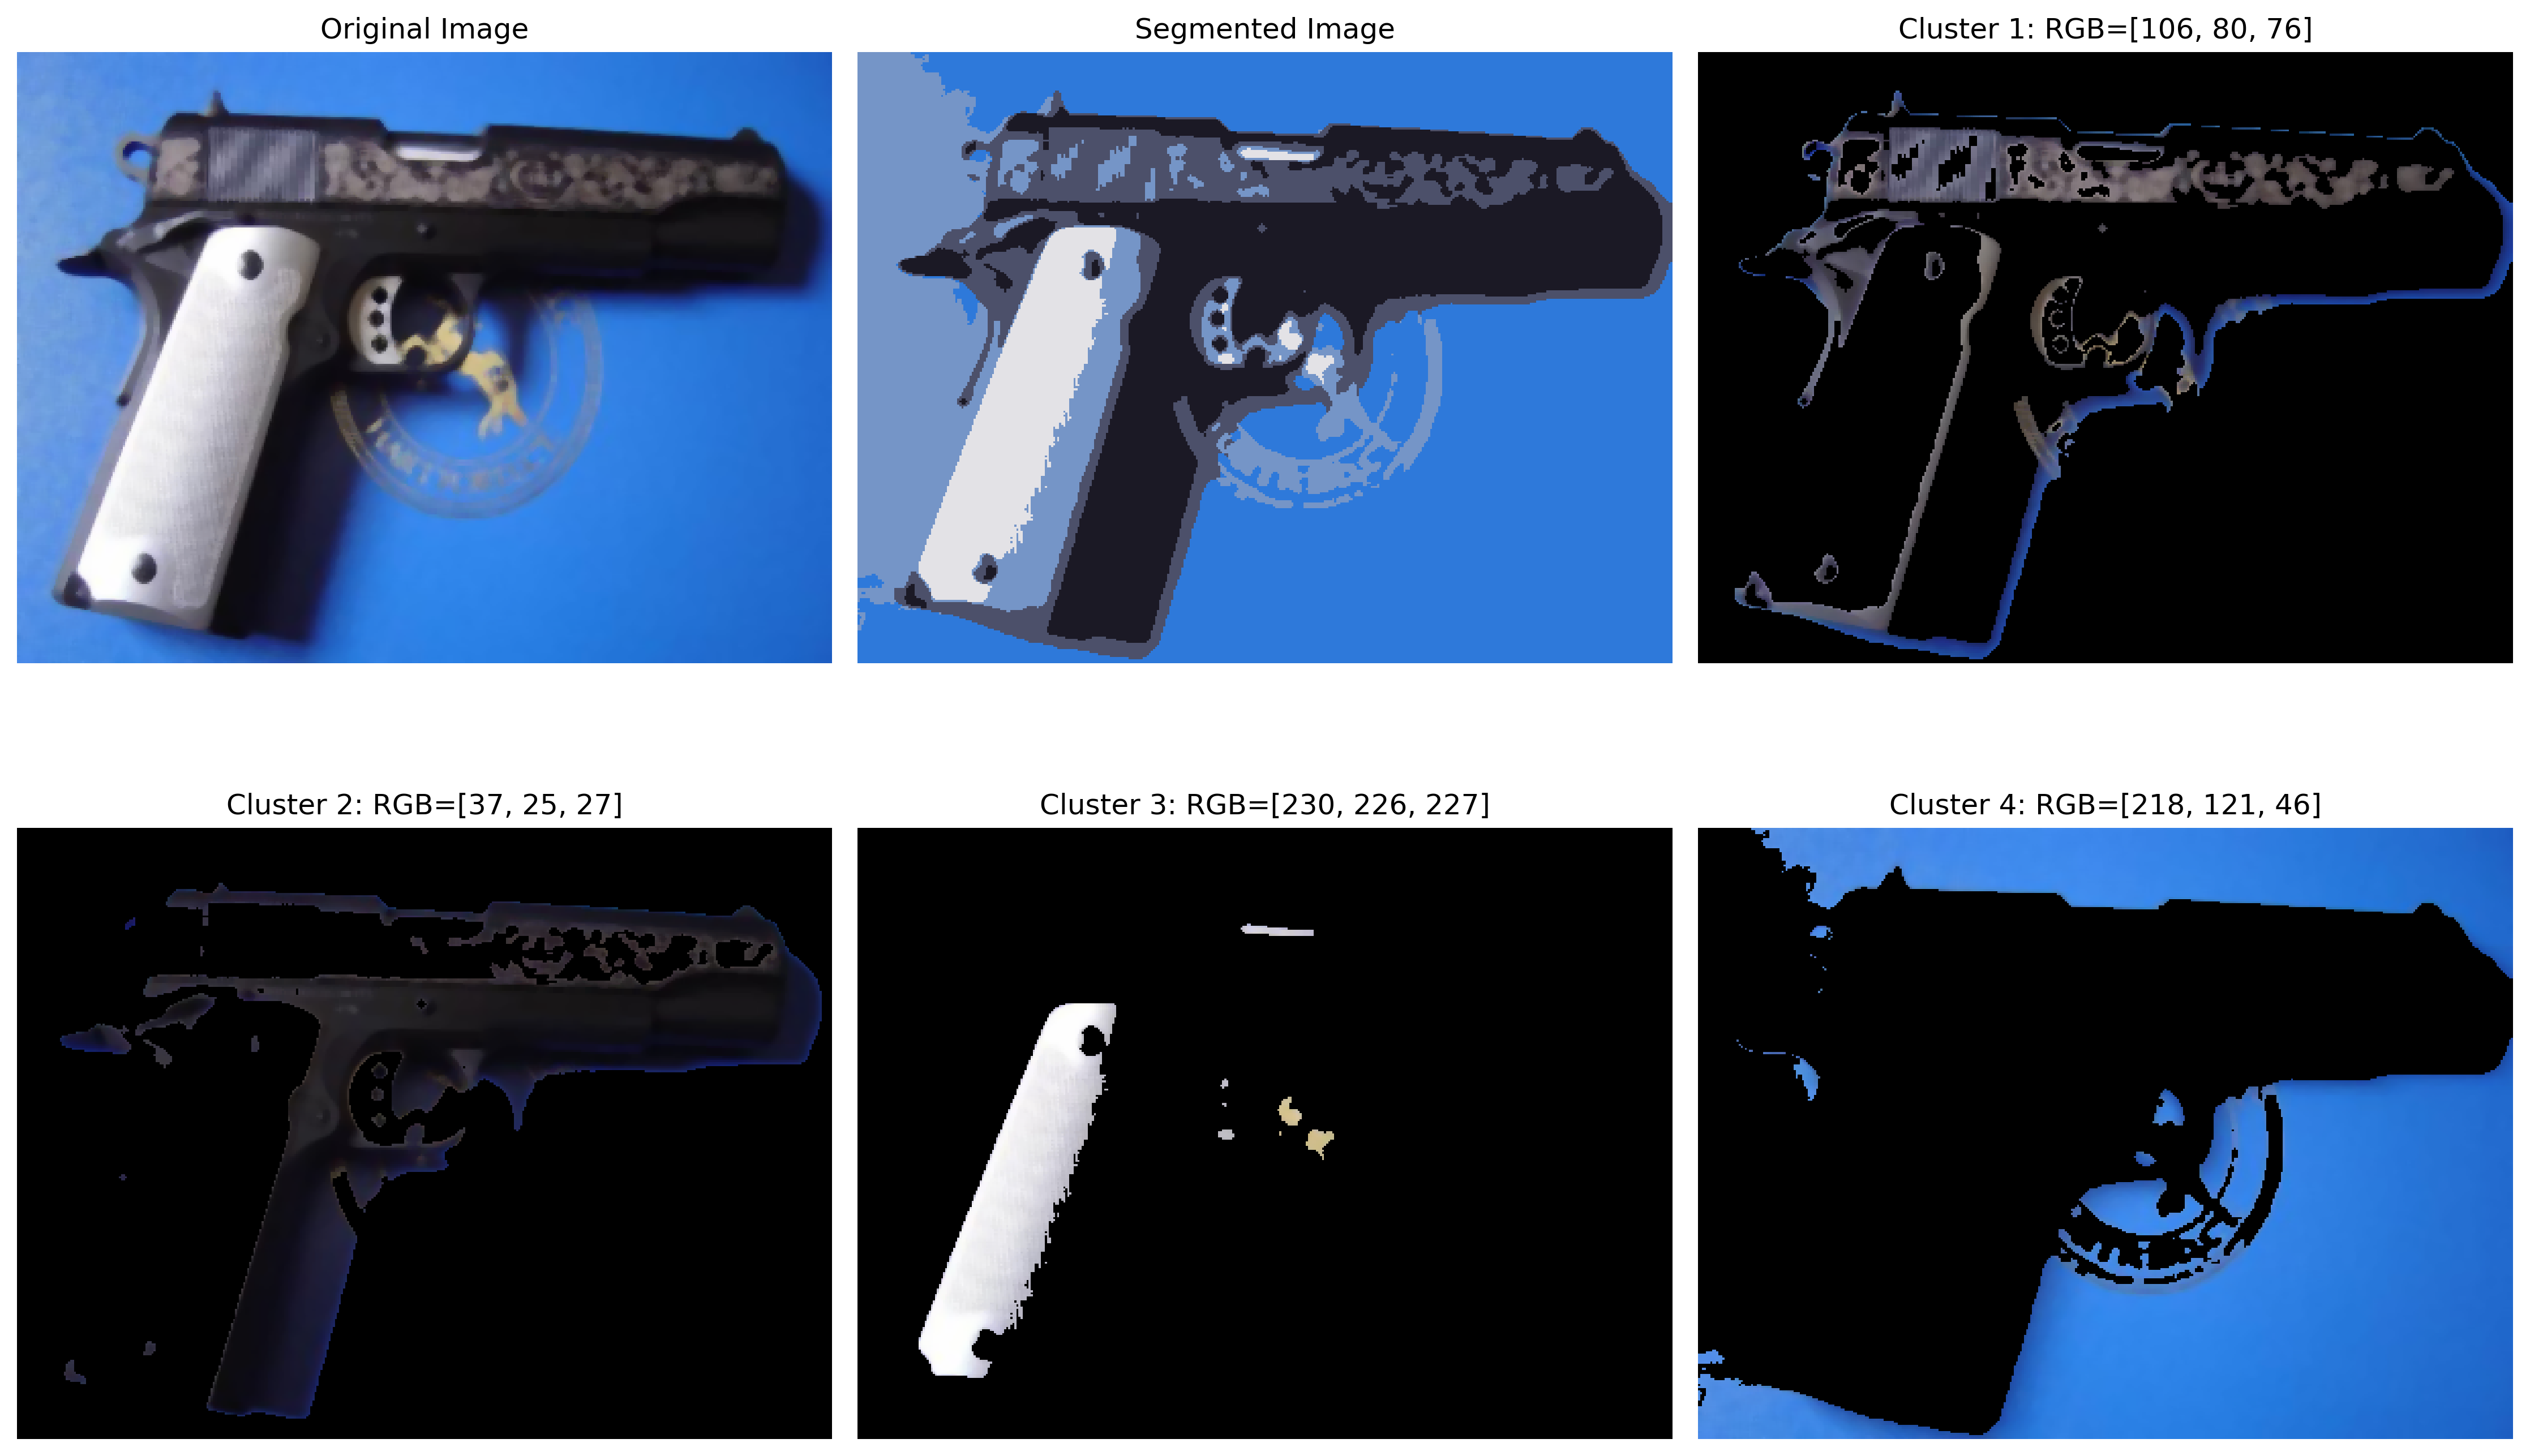 Original Image
Segmented Image
Cluster 1: RGB=[106, 80, 76]
Cluster 2: RGB=[37, 25, 27]
Cluster 3: RGB=[230, 226, 227]
Cluster 4: RGB=[218, 121, 46]